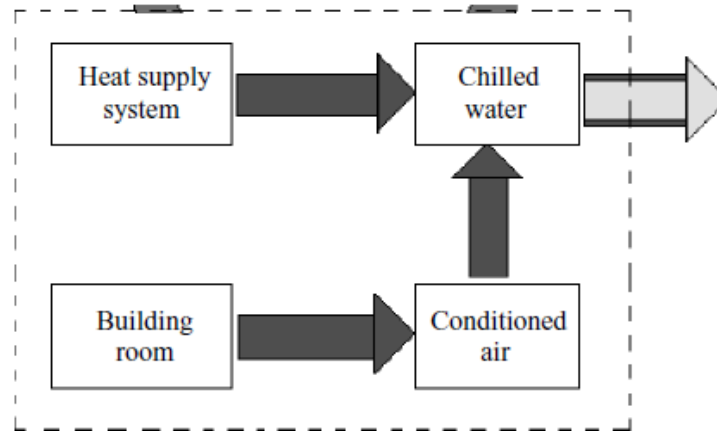 Heat supply
system
Chilled
water
Building
room
Conditioned
air